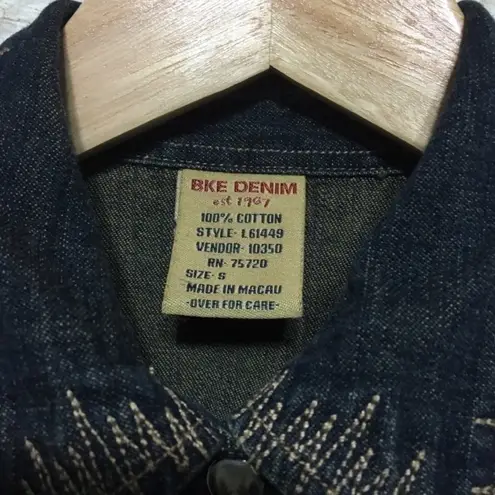 BKE DENIM
est 1967
100% COTTON
STYLE- L61449
VENDOR- 10350
RN- 75720
SIZE- S
MADE IN MACAU
-OVER FOR CARE-